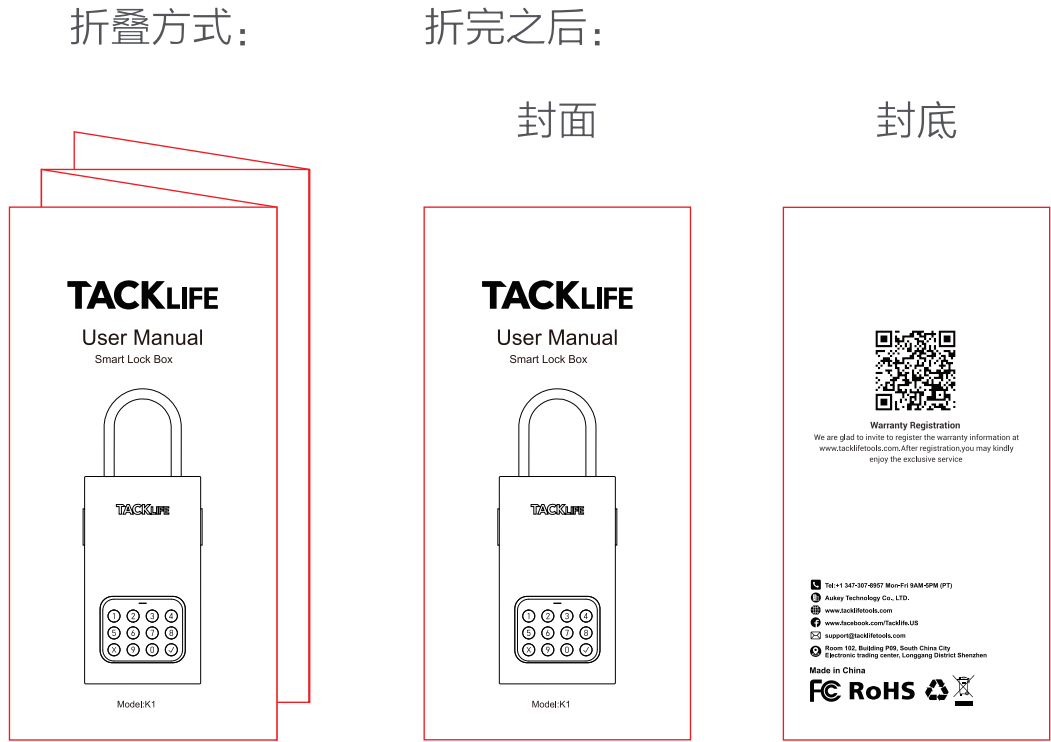 折叠方式:
折完之后:
封面
封底
TACKLIFE
User Manual
Smart Lock Box
TACKLIFE
1 2 3 4
5 6 7 8
X 9 0 ✓
Model:K1
TACKLIFE
User Manual
Smart Lock Box
TACKLIFE
1 2 3 4
5 6 7 8
X 9 0 ✓
Model:K1
Warranty Registration
We are glad to invite to register the warranty information at
www.tacklifetools.com.After registration,you may kindly
enjoy the exclusive service
Tel:+1 347-307-8957 Mon-Fri 9AM-5PM (PT)
Aukey Technology Co., LTD.
www.tacklifetools.com
www.facebook.com/Tacklife.US
support@tacklifetools.com
Room 102, Building P09, South China City
Electronic trading center, Longgang District Shenzhen
Made in China
FC RoHS